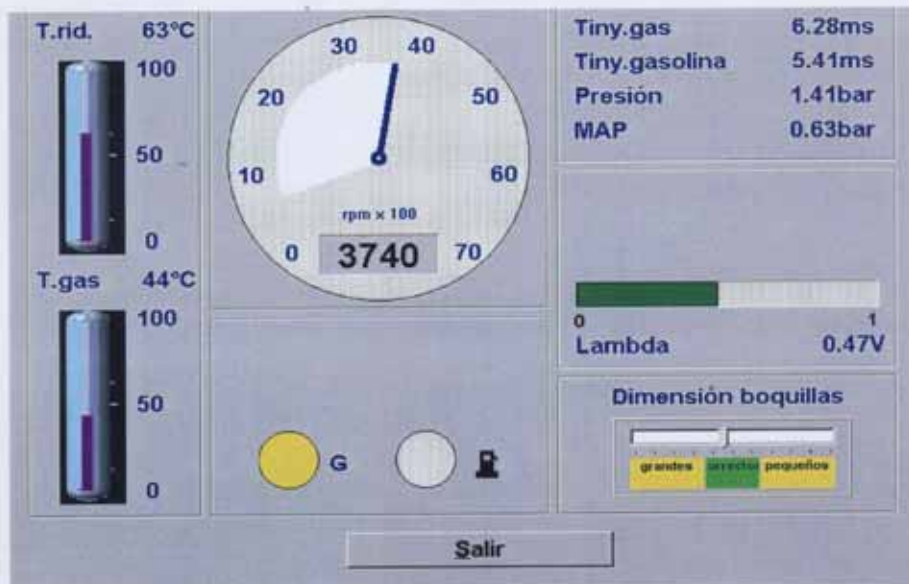 T.rid. 63°C
100
50
0
T.gas 44°C
100
50
0
30 40
20 50
10 60
rpm x 100
0 3740 70
G
Tiny.gas 6.28ms
Tiny.gasolina 5.41ms
Presión 1.41bar
MAP 0.63bar
0 1
Lambda 0.47V
Dimensión boquillas
grandes pequeños
Salir